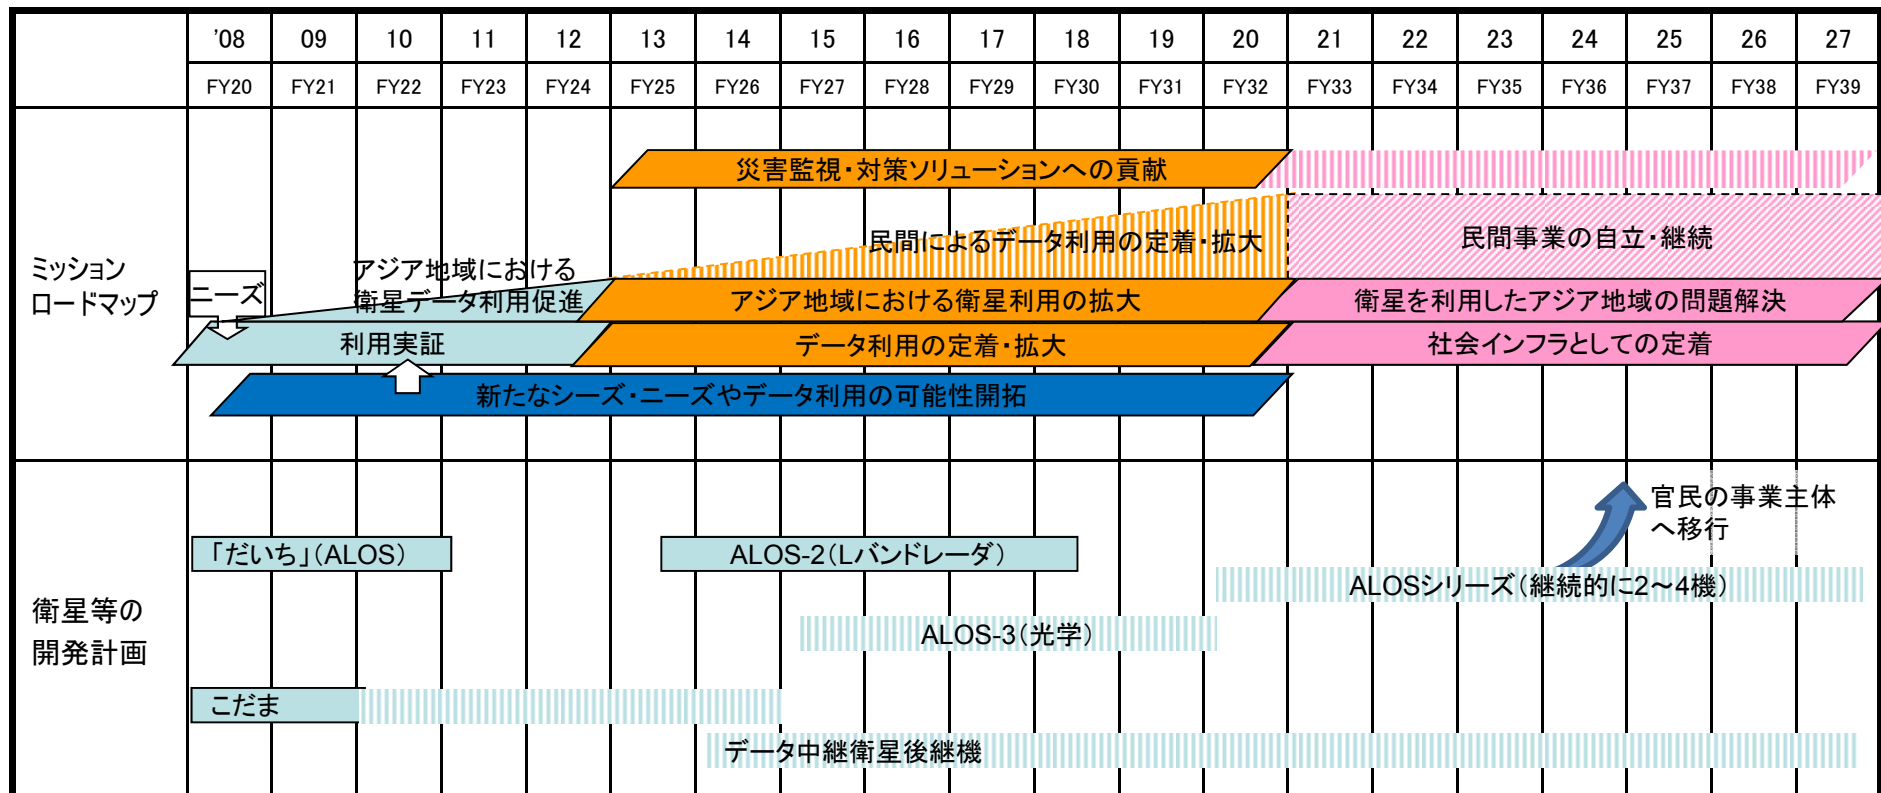 '08 09 10 11 12 13 14 15 16 17 18 19 20 21 22 23 24 25 26 27
FY20 FY21 FY22 FY23 FY24 FY25 FY26 FY27 FY28 FY29 FY30 FY31 FY32 FY33 FY34 FY35 FY36 FY37 FY38 FY39
ミッション
ロードマップ
災害監視・対策ソリューションへの貢献
民間によるデータ利用の定着・拡大
民間事業の自立・継続
ニーズ
アジア地域における
衛星データ利用促進
アジア地域における衛星利用の拡大
衛星を利用したアジア地域の問題解決
利用実証
データ利用の定着・拡大
社会インフラとしての定着
新たなシーズ・ニーズやデータ利用の可能性開拓
衛星等の
開発計画
官民の事業主体
へ移行
「だいち」(ALOS)
ALOS-2(Lバンドレーダ)
ALOSシリーズ(継続的に2～4機)
ALOS-3(光学)
こだま
データ中継衛星後継機